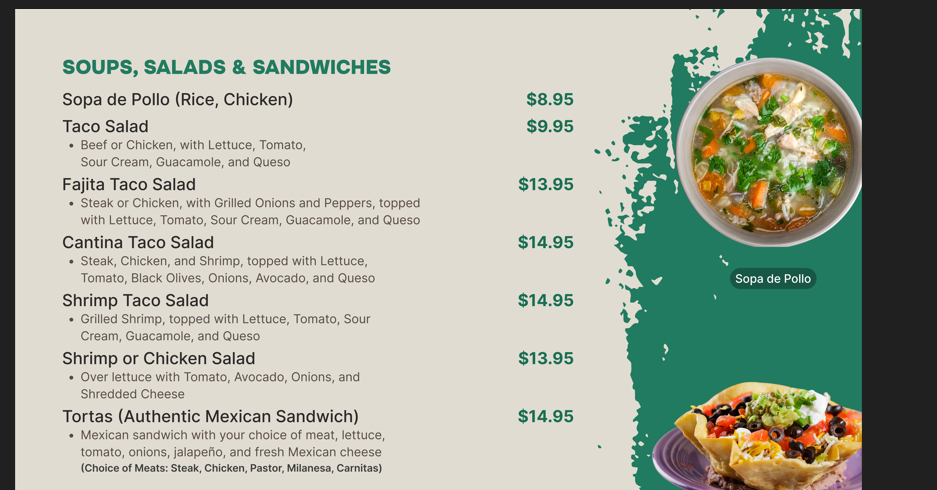 SOUPS, SALADS & SANDWICHES
Sopa de Pollo (Rice, Chicken) $8.95
Taco Salad $9.95
• Beef or Chicken, with Lettuce, Tomato,
Sour Cream, Guacamole, and Queso
Fajita Taco Salad $13.95
• Steak or Chicken, with Grilled Onions and Peppers, topped
with Lettuce, Tomato, Sour Cream, Guacamole, and Queso
Cantina Taco Salad $14.95
• Steak, Chicken, and Shrimp, topped with Lettuce,
Tomato, Black Olives, Onions, Avocado, and Queso
Shrimp Taco Salad $14.95
• Grilled Shrimp, topped with Lettuce, Tomato, Sour
Cream, Guacamole, and Queso
Shrimp or Chicken Salad $13.95
• Over lettuce with Tomato, Avocado, Onions, and
Shredded Cheese
Tortas (Authentic Mexican Sandwich) $14.95
• Mexican sandwich with your choice of meat, lettuce,
tomato, onions, jalapeño, and fresh Mexican cheese
(Choice of Meats: Steak, Chicken, Pastor, Milanesa, Carnitas)
Sopa de Pollo